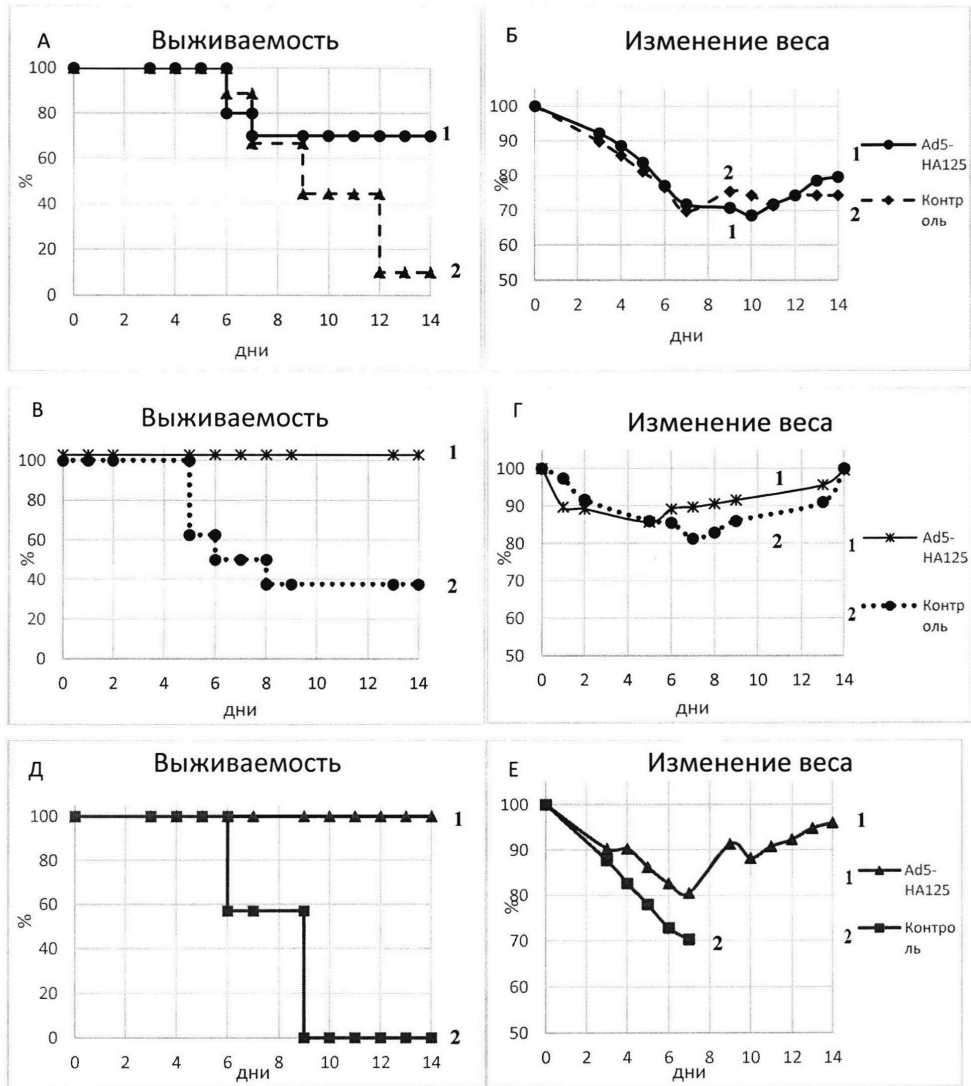 А
Выживаемость
100
80
60
40
20
0
%
1
2
0 2 4 6 8 10 12 14
дни
Б
Изменение веса
100
90
80
70
60
50
%
2
1
0 2 4 6 8 10 12 14
дни
1 Ad5-
HA125
2 Контр
оль
В
Выживаемость
100
80
60
40
20
0
%
1
2
0 2 4 6 8 10 12 14
дни
Г
Изменение веса
100
90
80
70
60
50
%
1
2
0 2 4 6 8 10 12 14
дни
1 Ad5-
HA125
2 Контр
оль
Д
Выживаемость
100
80
60
40
20
0
%
1
2
0 2 4 6 8 10 12 14
дни
Е
Изменение веса
100
90
80
70
60
50
%
1
2
0 2 4 6 8 10 12 14
дни
1 Ad5-
HA125
2 Контро
ль